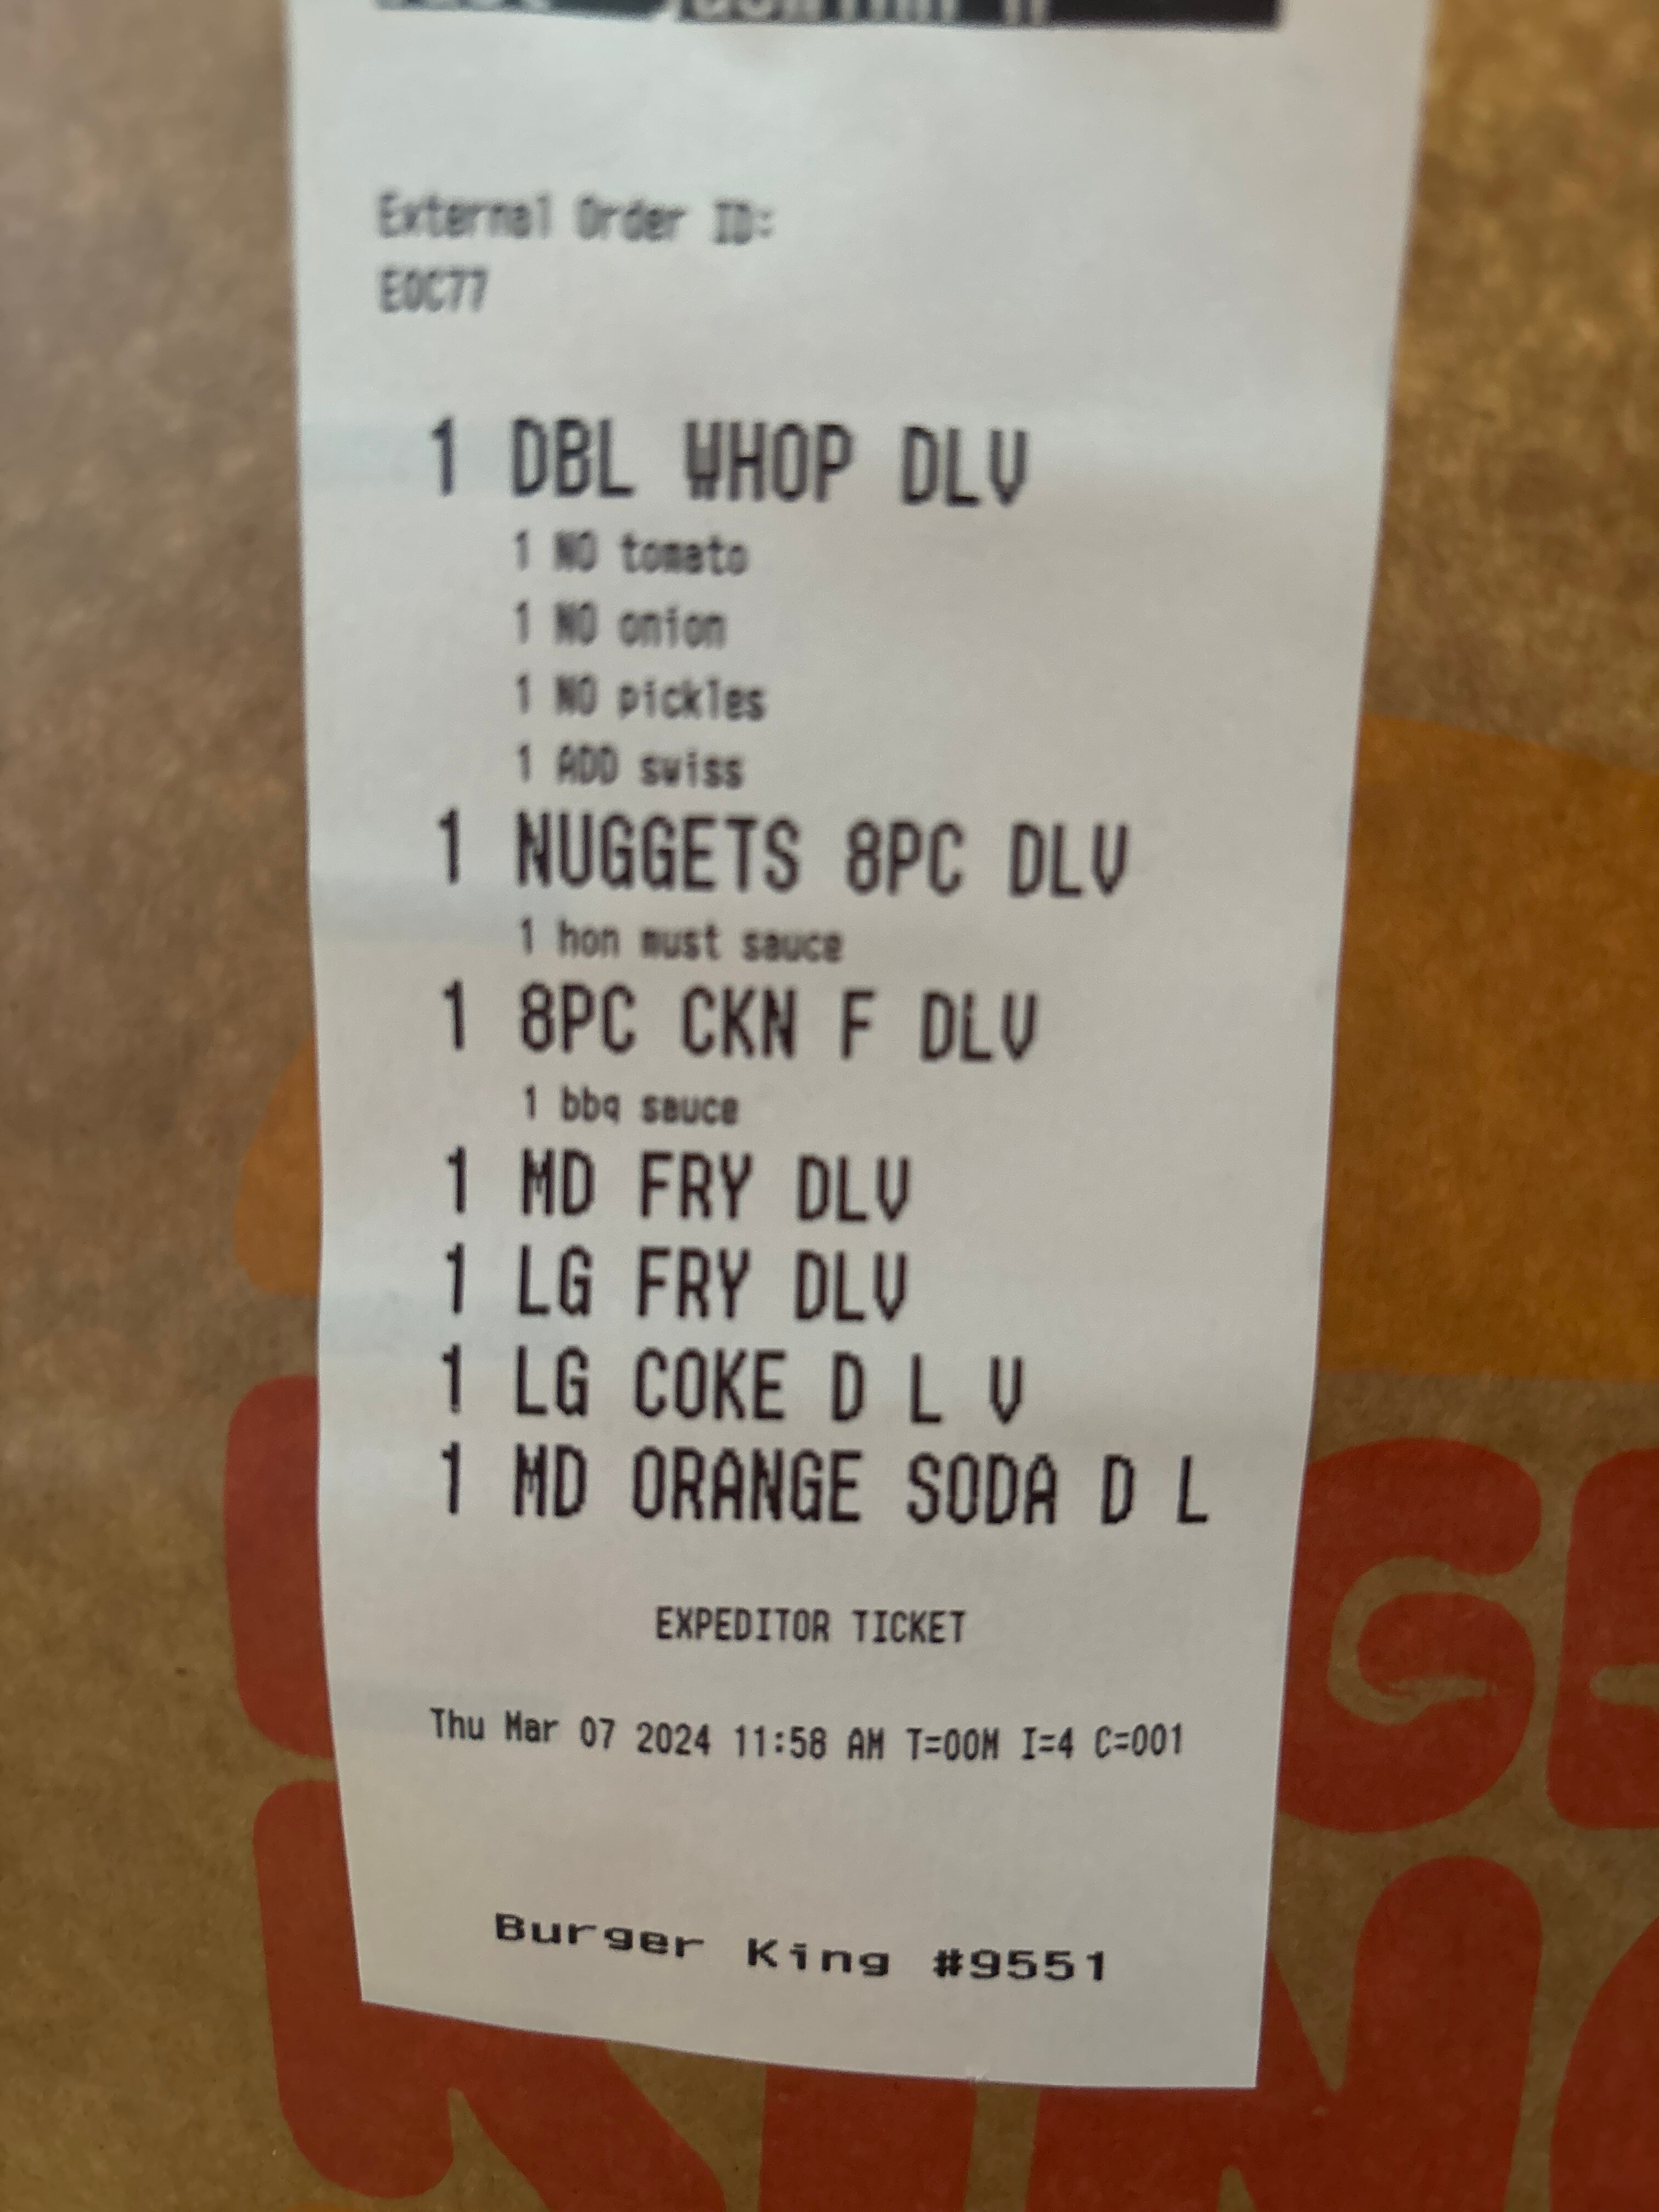 External Order ID:
E0C77
1 DBL WHOP DLV
1 NO tomato
1 NO onion
1 NO pickles
1 ADD swiss
1 NUGGETS 8PC DLV
1 hon must sauce
1 8PC CKN F DLV
1 bbq sauce
1 MD FRY DLV
1 LG FRY DLV
1 LG COKE D L V
1 MD ORANGE SODA D L
EXPEDITOR TICKET
Thu Mar 07 2024 11:58 AM T=00M I=4 C=001
Burger King #9551